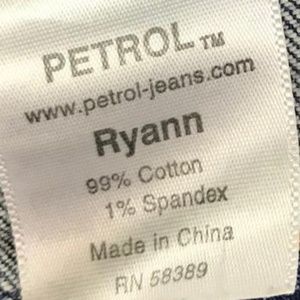 PETROL™
www.petrol-jeans.com
Ryann
99% Cotton
1% Spandex
Made in China
RN 58389